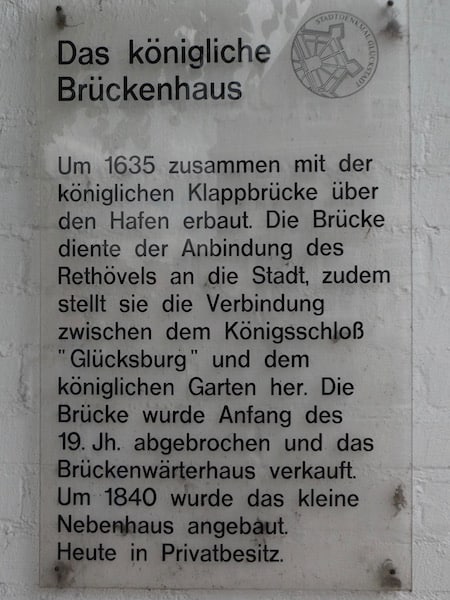 Das königliche
Brückenhaus
STADTDENKMAL GLÜCKSTADT
Um 1635 zusammen mit der
königlichen Klappbrücke über
den Hafen erbaut. Die Brücke
diente der Anbindung des
Rethövels an die Stadt, zudem
stellt sie die Verbindung
zwischen dem Königsschloß
"Glücksburg" und dem
königlichen Garten her. Die
Brücke wurde Anfang des
19. Jh. abgebrochen und das
Brückenwärterhaus verkauft.
Um 1840 wurde das kleine
Nebenhaus angebaut.
Heute in Privatbesitz.